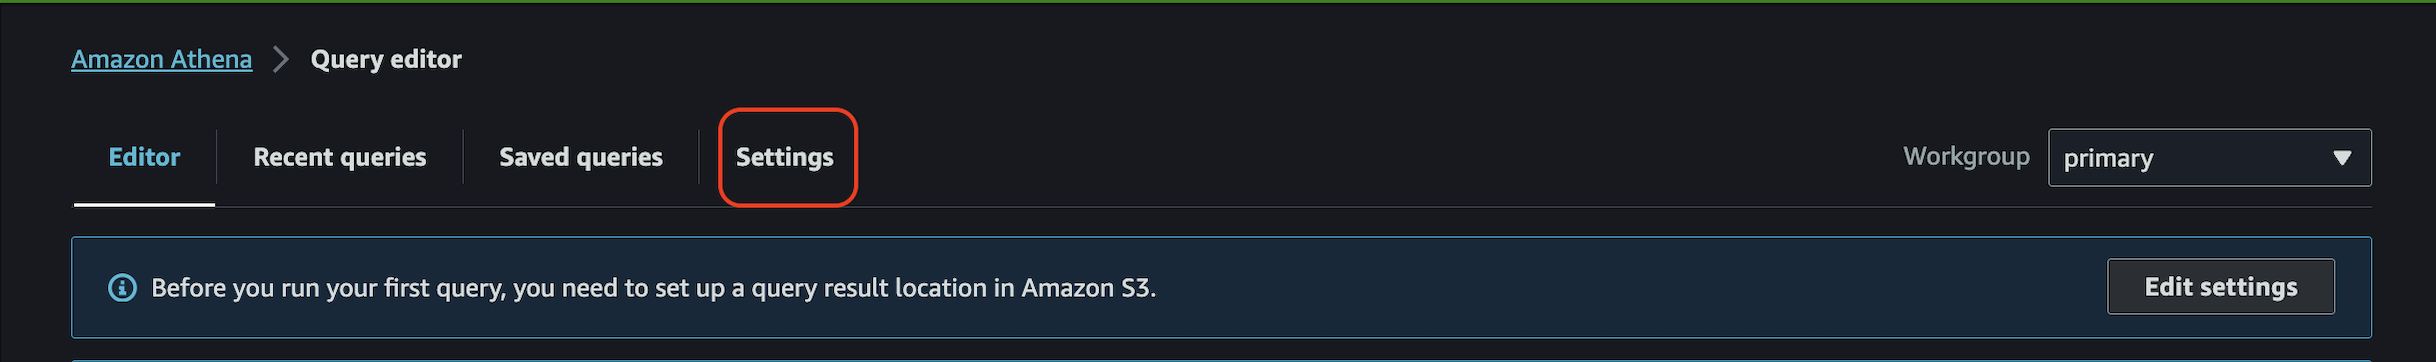 Amazon Athena > Query editor
Editor Recent queries Saved queries Settings Workgroup primary
Before you run your first query, you need to set up a query result location in Amazon S3. Edit settings